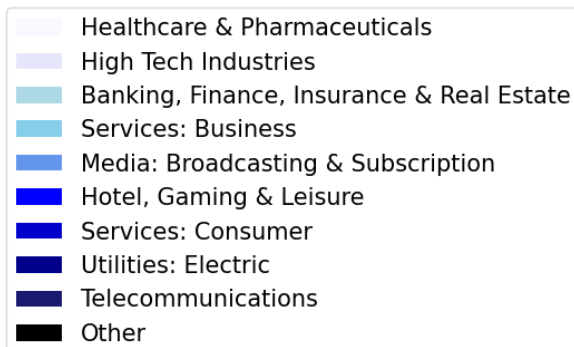 Healthcare & Pharmaceuticals
High Tech Industries
Banking, Finance, Insurance & Real Estate
Services: Business
Media: Broadcasting & Subscription
Hotel, Gaming & Leisure
Services: Consumer
Utilities: Electric
Telecommunications
Other